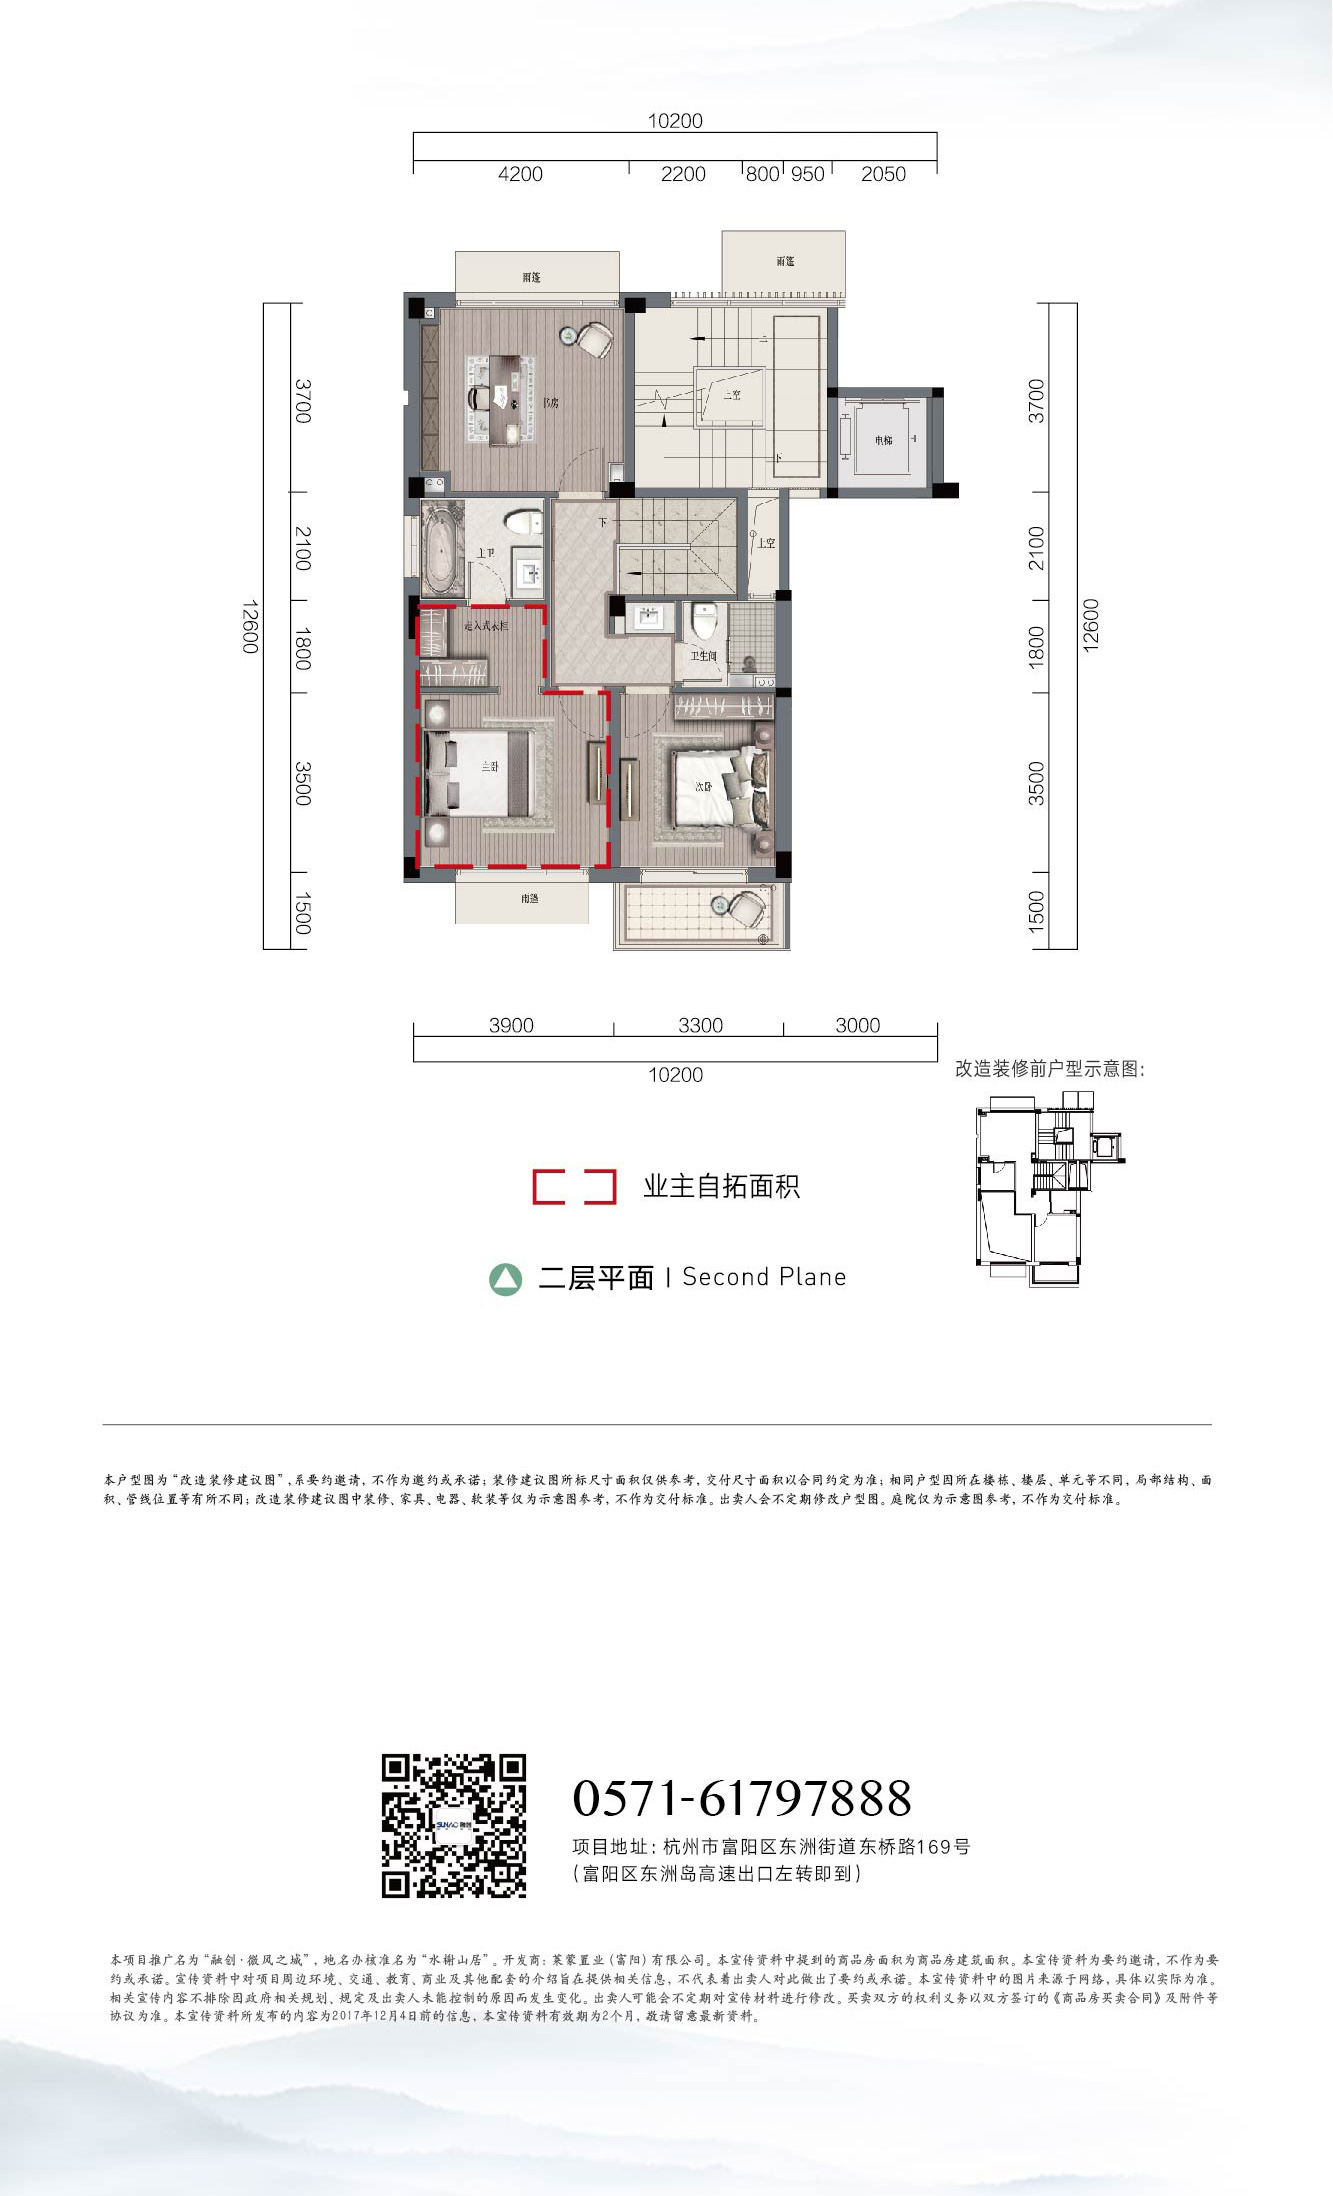 10200
4200 2200 800 950 2050
雨篷
雨篷
上
书房
上空
下
电梯
3700
3700
下
主卫
上空
2100
2100
走入式衣柜
卫生间
1800
1800
12600
12600
主卧
次卧
3500
3500
雨篷
1500
1500
3900 3300 3000
10200
改造装修前户型示意图:
业主自拓面积
二层平面 | Second Plane
本户型图为“改造装修建议图”,系要约邀请,不作为邀约或承诺;装修建议图所标尺寸面积仅供参考,交付尺寸面积以合同约定为准;相同户型因所在楼栋、楼层、单元等不同,局部结构、面
积、管线位置等有所不同;改造装修建议图中装修、家具、电器、软装等仅为示意图参考,不作为交付标准。出卖人会不定期修改户型图。庭院仅为示意图参考,不作为交付标准。
SUNAC 融创
0571-61797888
项目地址:杭州市富阳区东洲街道东桥路169号
(富阳区东洲岛高速出口左转即到)
本项目推广名为“融创·微风之城”,地名办核准名为“水榭山居”。开发商:莱蒙置业(富阳)有限公司。本宣传资料中提到的商品房面积为商品房建筑面积。本宣传资料为要约邀请,不作为要
约或承诺。宣传资料中对项目周边环境、交通、教育、商业及其他配套的介绍旨在提供相关信息,不代表着出卖人对此做出了要约或承诺。本宣传资料中的图片来源于网络,具体以实际为准。
相关宣传内容不排除因政府相关规划、规定及出卖人未能控制的原因而发生变化。出卖人可能会不定期对宣传材料进行修改。买卖双方的权利义务以双方签订的《商品房买卖合同》及附件等
协议为准。本宣传资料所发布的内容为2017年12月4日前的信息,本宣传资料有效期为2个月,敬请留意最新资料。